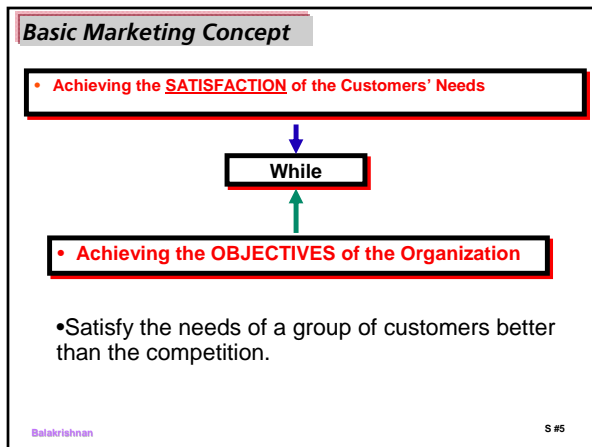 Basic Marketing Concept
• Achieving the SATISFACTION of the Customers’ Needs
While
• Achieving the OBJECTIVES of the Organization
•Satisfy the needs of a group of customers better
than the competition.
Balakrishnan
S #5